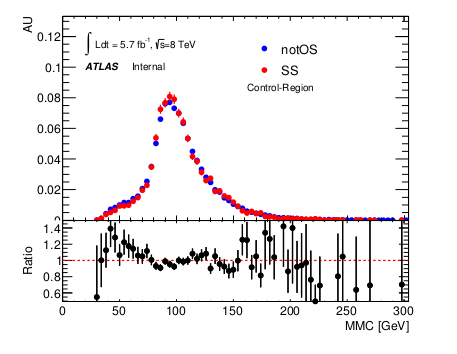 AU
0.12
0.1
0.08
0.06
0.04
0.02
0
∫ Ldt = 5.7 fb⁻¹, √s=8 TeV
ATLAS Internal
notOS
SS
Control-Region
Ratio
1.4
1.2
1
0.8
0.6
0 50 100 150 200 250 300
MMC [GeV]